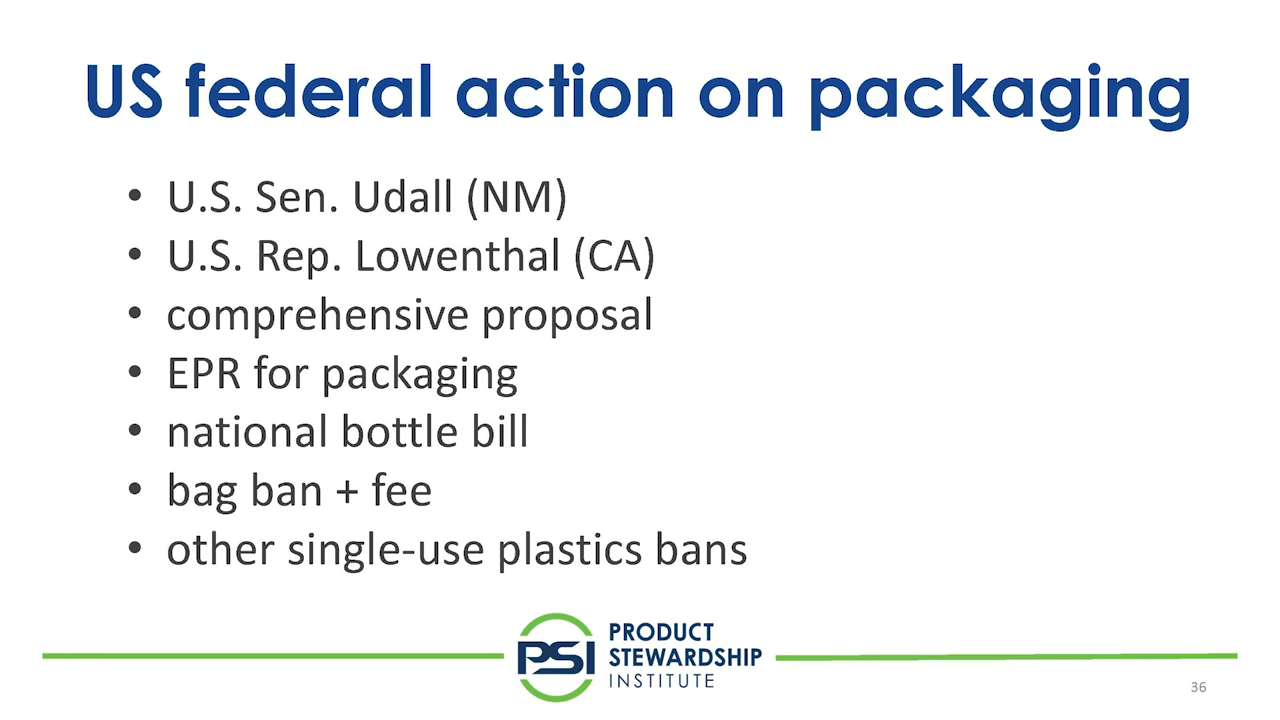 US federal action on packaging
• U.S. Sen. Udall (NM)
• U.S. Rep. Lowenthal (CA)
• comprehensive proposal
• EPR for packaging
• national bottle bill
• bag ban + fee
• other single-use plastics bans
PSI
PRODUCT
STEWARDSHIP
INSTITUTE
36